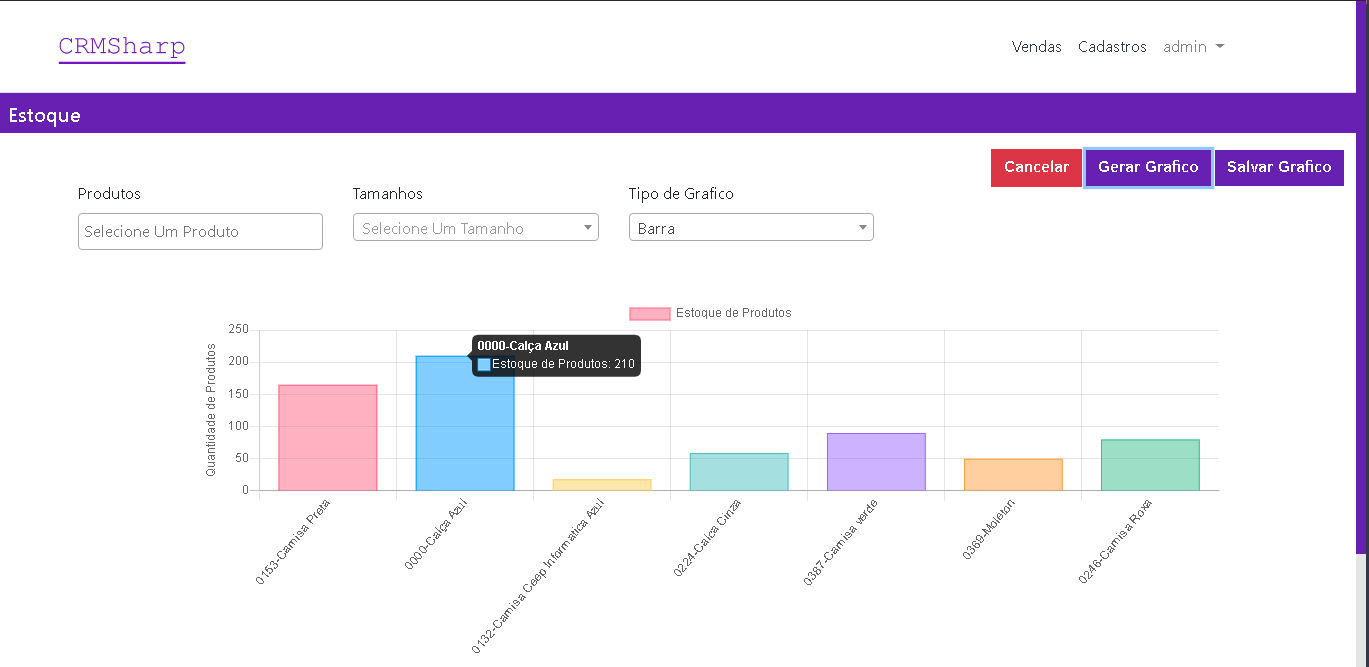 CRMSharp
Vendas Cadastros admin
Estoque
Cancelar Gerar Grafico Salvar Grafico
Produtos Tamanhos Tipo de Grafico
Selecione Um Produto Selecione Um Tamanho Barra
Estoque de Produtos
Quantidade de Produtos
250
200
150
100
50
0
0000-Calça Azul
Estoque de Produtos: 210
0153-Camisa Preta
0000-Calça Azul
0132-Camisa Ceep Informatica Azul
0224-Calca Cinza
0387-Camisa verde
0369-Moleton
0246-Camisa Roxa